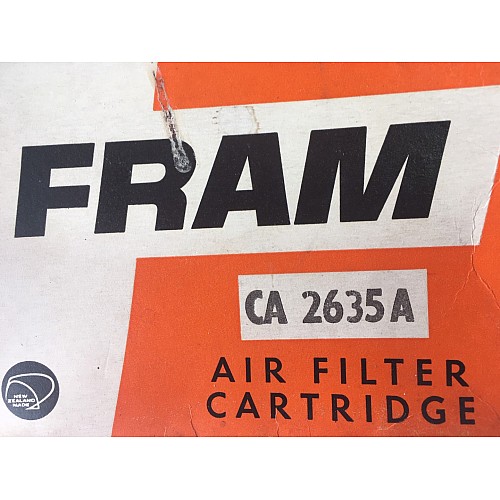 FRAM
CA 2635A
AIR FILTER
CARTRIDGE
NEW
ZEALAND
MADE